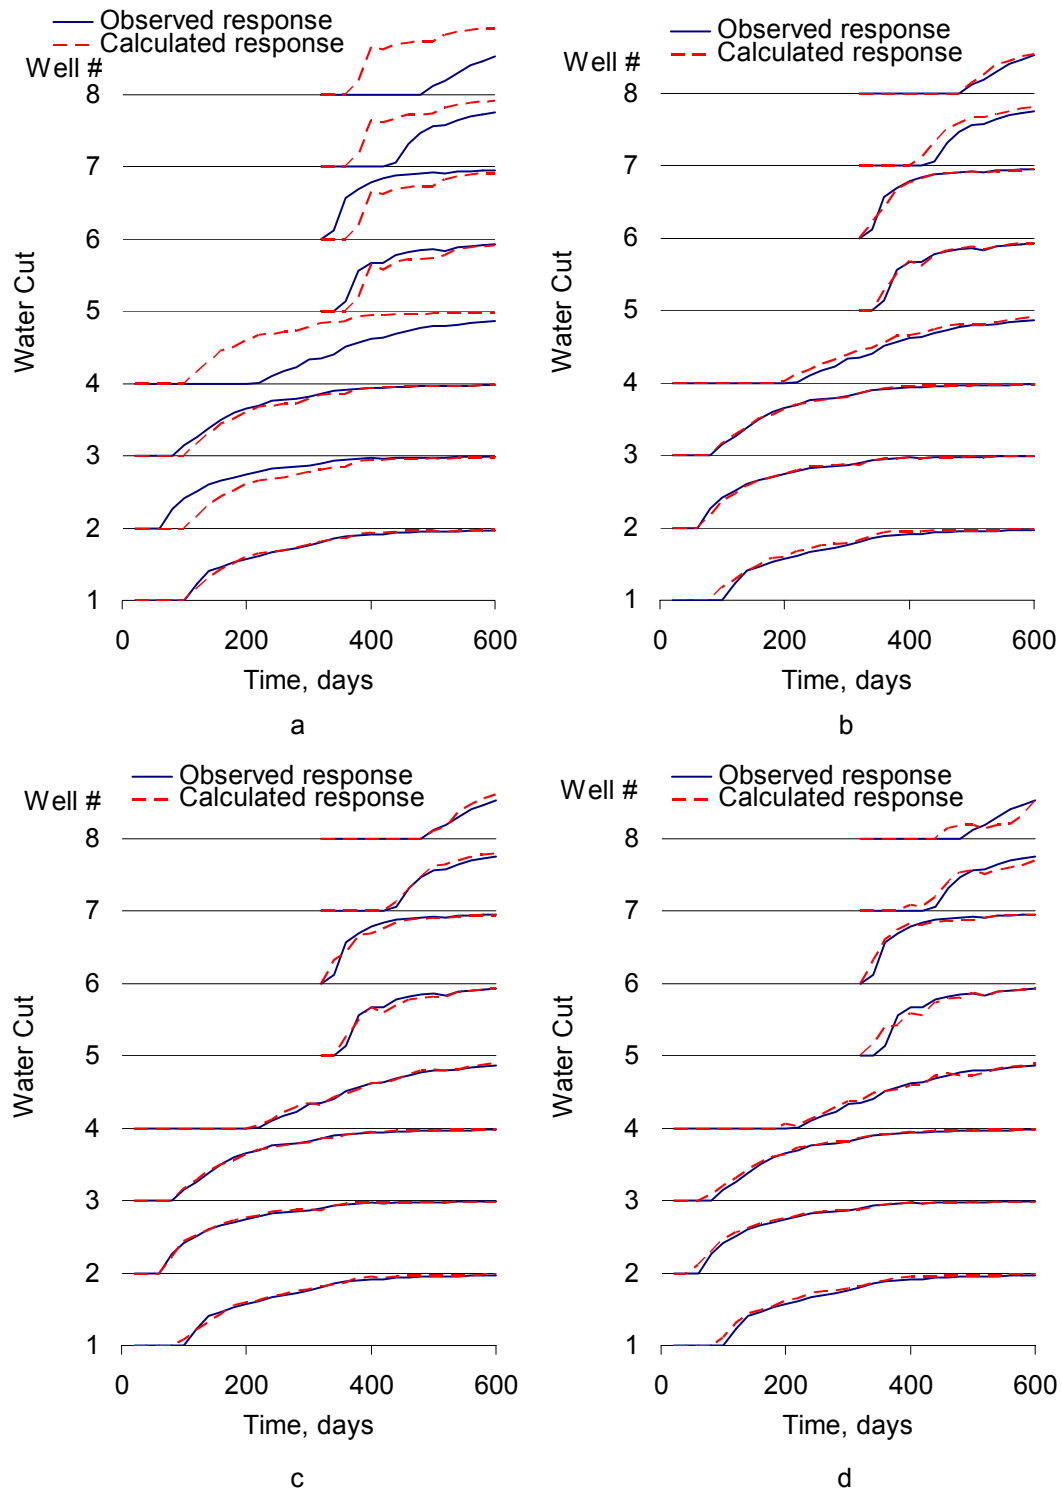 Observed response
Calculated response
Well #
8
7
6
5
4
3
2
1
Water Cut
0 200 400 600
Time, days
a
Observed response
Calculated response
Well #
8
7
6
5
4
3
2
1
Water Cut
0 200 400 600
Time, days
b
Observed response
Calculated response
Well #
8
7
6
5
4
3
2
1
Water Cut
0 200 400 600
Time, days
c
Observed response
Calculated response
Well #
8
7
6
5
4
3
2
1
Water Cut
0 200 400 600
Time, days
d